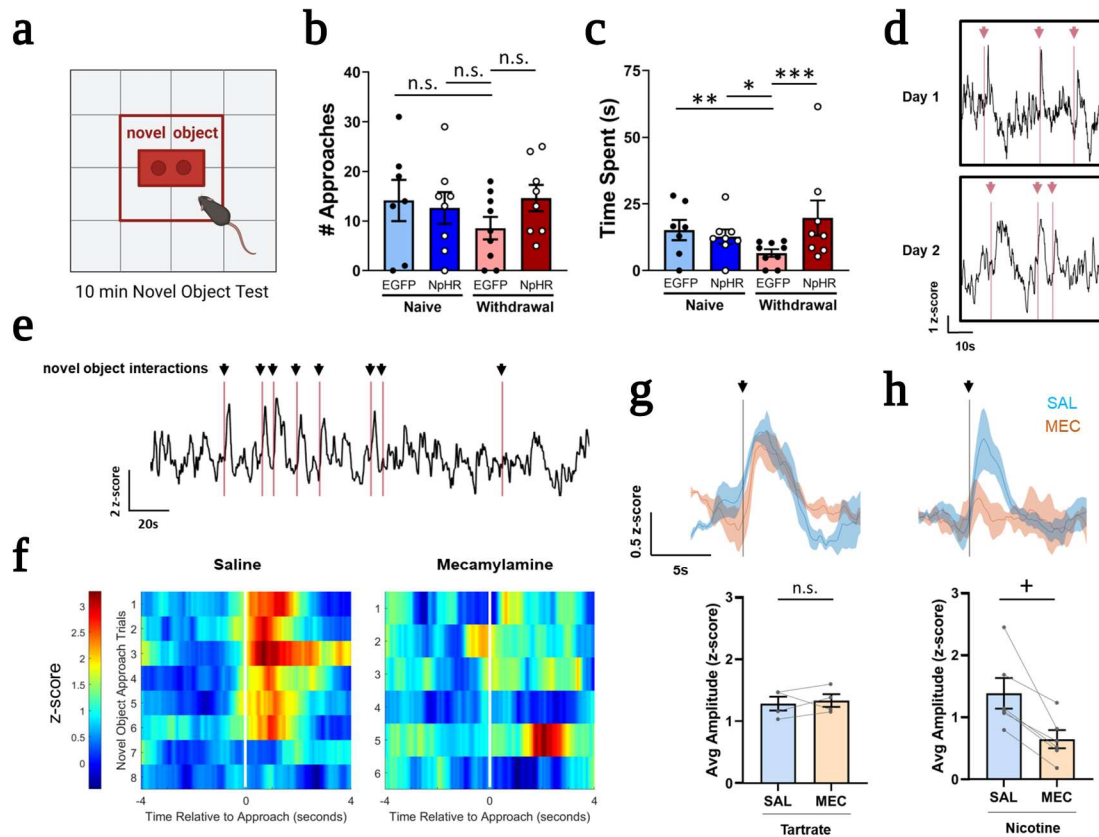 a
novel object
10 min Novel Object Test
b
# Approaches
40
30
20
10
0
n.s.
n.s.
n.s.
EGFP NpHR EGFP NpHR
Naive Withdrawal
c
Time Spent (s)
75
50
25
0
**
*
***
EGFP NpHR EGFP NpHR
Naive Withdrawal
d
Day 1
Day 2
1 z-score
10s
e
novel object interactions
2 z-score
20s
f
Saline Mecamylamine
z-score
3
2.5
2
1.5
1
0.5
0
Novel Object Approach Trials
1
2
3
4
5
6
7
8
-4 0 4
Time Relative to Approach (seconds)
1
2
3
4
5
6
-4 0 4
Time Relative to Approach (seconds)
g
0.5 z-score
5s
Avg Amplitude (z-score)
3
2
1
0
n.s.
SAL MEC
Tartrate
h
SAL
MEC
Avg Amplitude (z-score)
3
2
1
0
+
SAL MEC
Nicotine